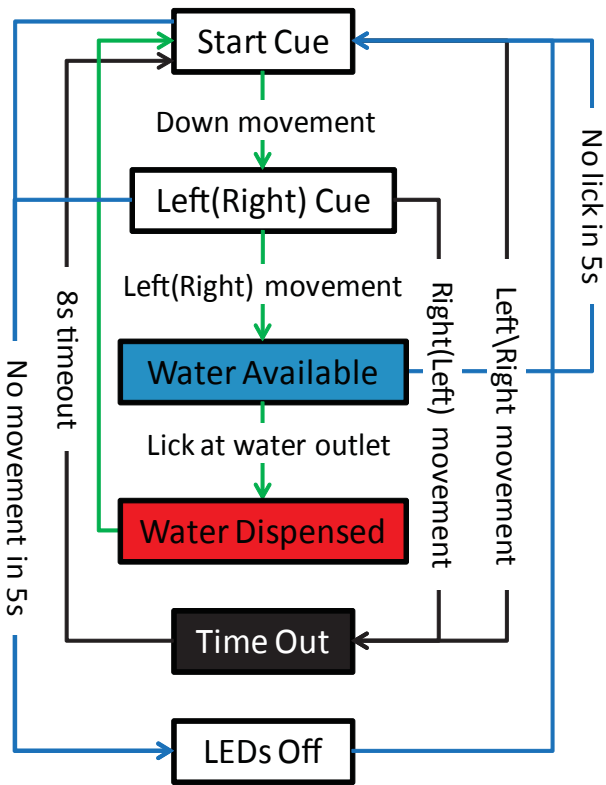 Start Cue
Down movement
Left(Right) Cue
Left(Right) movement
Water Available
Lick at water outlet
Water Dispensed
Time Out
LEDs Off
No movement in 5s
8s timeout
Right(Left) movement
Left\Right movement
No lick in 5s